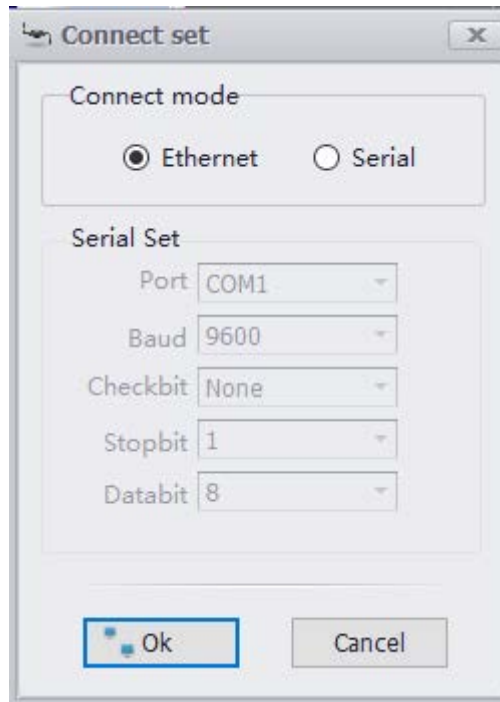 Connect set
Connect mode
Ethernet Serial
Serial Set
Port COM1
Baud 9600
Checkbit None
Stopbit 1
Databit 8
Ok Cancel